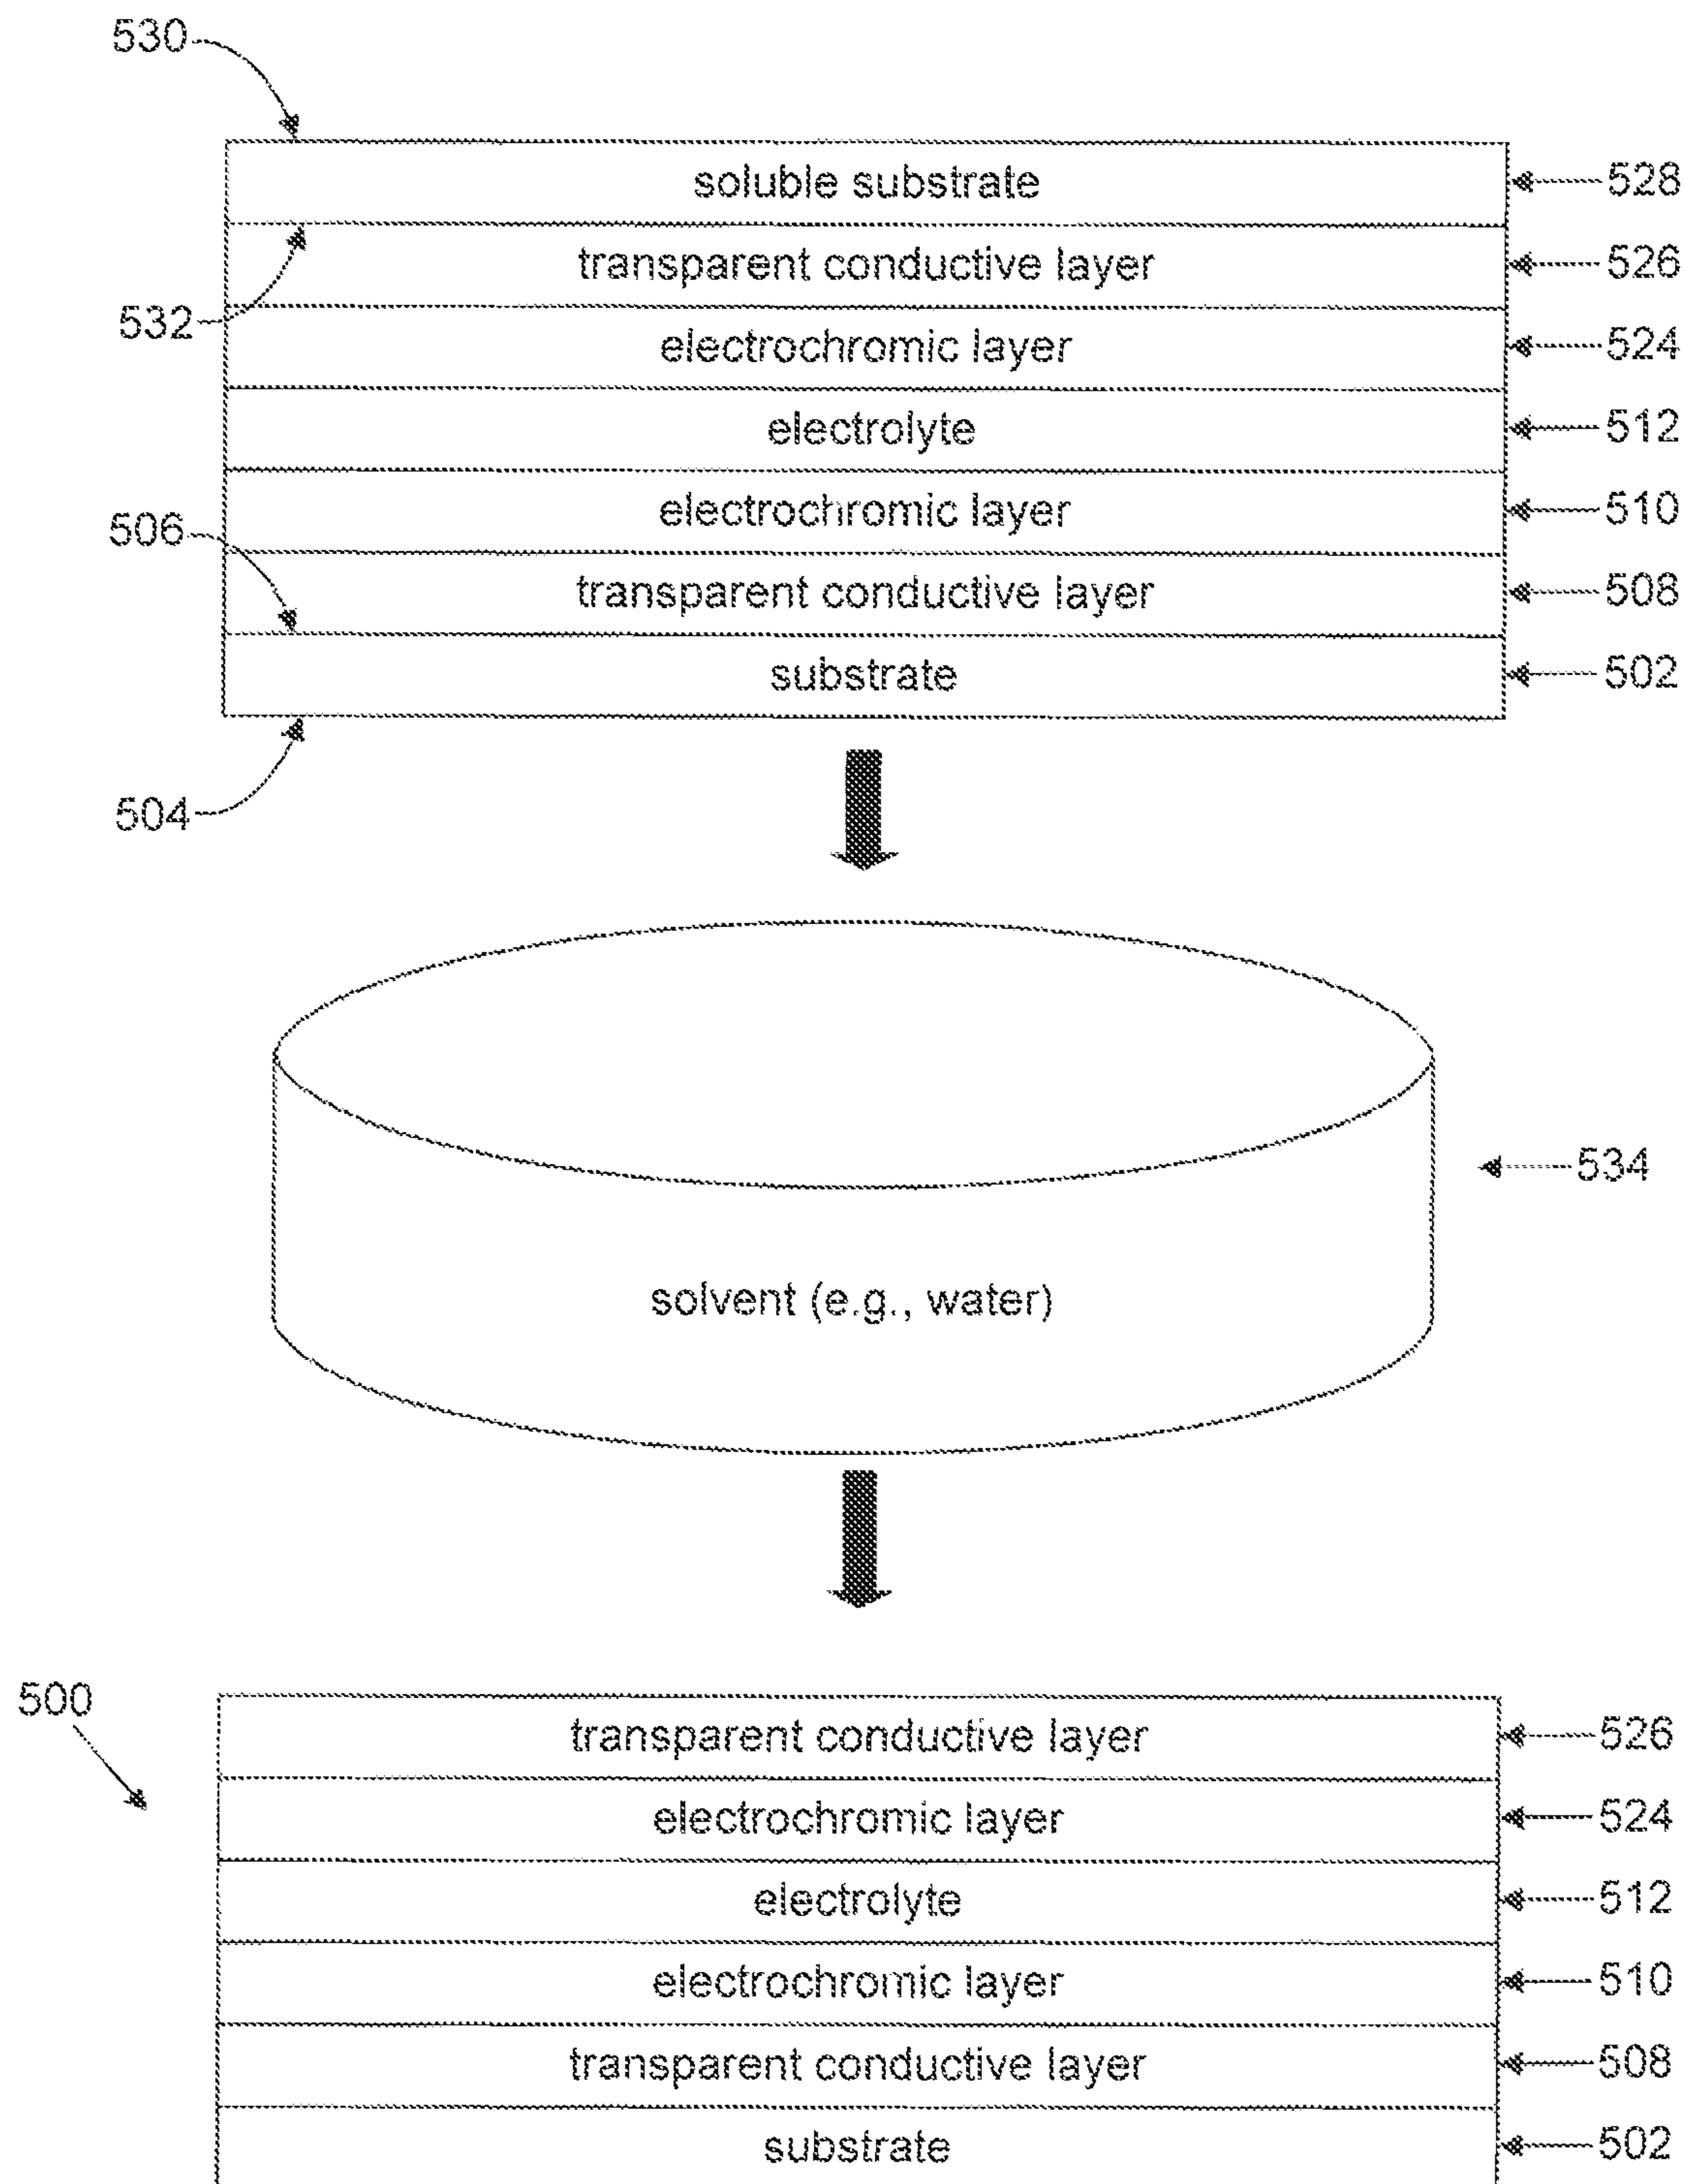 530
soluble substrate 528
transparent conductive layer 526
532
electrochromic layer 524
electrolyte 512
electrochromic layer 510
506
transparent conductive layer 508
substrate 502
504
534
solvent (e.g., water)
500
transparent conductive layer 526
electrochromic layer 524
electrolyte 512
electrochromic layer 510
transparent conductive layer 508
substrate 502